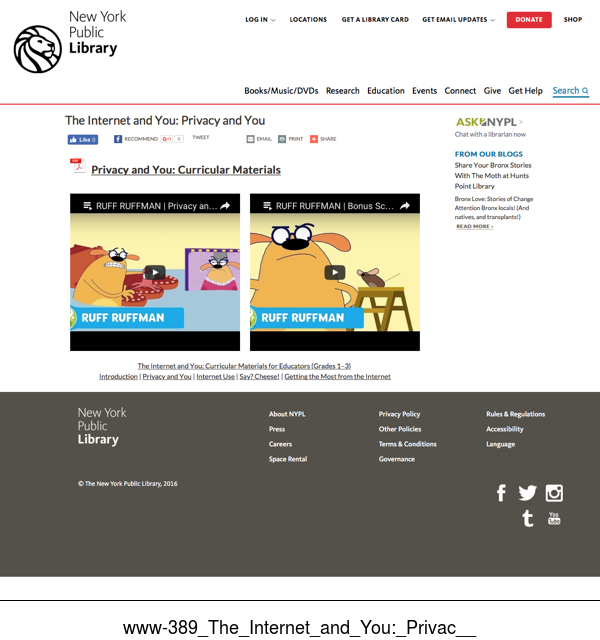 New York
Public
Library
LOG IN
LOCATIONS
GET A LIBRARY CARD
GET EMAIL UPDATES
DONATE
SHOP
Books/Music/DVDs Research Education Events Connect Give Get Help Search
The Internet and You: Privacy and You
Like 0
RECOMMEND
G+1 0
TWEET
EMAIL
PRINT
SHARE
Privacy and You: Curricular Materials
RUFF RUFFMAN | Privacy an...
RUFF RUFFMAN
RUFF RUFFMAN | Bonus Sc...
RUFF RUFFMAN
The Internet and You: Curricular Materials for Educators (Grades 1–3)
Introduction | Privacy and You | Internet Use | Say? Cheese! | Getting the Most from the Internet
ASK NYPL >
Chat with a librarian now
FROM OUR BLOGS
Share Your Bronx Stories
With The Moth at Hunts
Point Library
Bronx Love: Stories of Change
Attention Bronx locals! (And
natives, and transplants!)
READ MORE ›
New York
Public
Library
About NYPL
Press
Careers
Space Rental
Privacy Policy
Other Policies
Terms & Conditions
Governance
Rules & Regulations
Accessibility
Language
© The New York Public Library, 2016
You
Tube
www-389_The_Internet_and_You:_Privac__